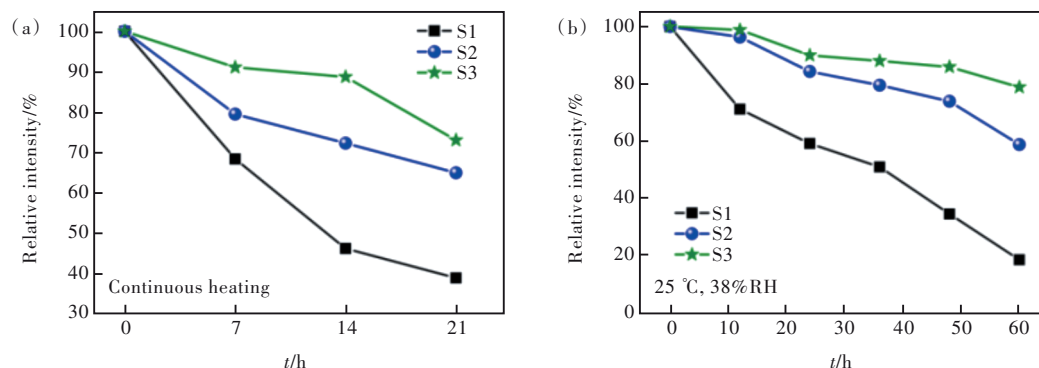 (a)
Relative intensity/%
100
90
80
70
60
50
40
30
S1
S2
S3
Continuous heating
0 7 14 21
t/h
(b)
Relative intensity/%
100
80
60
40
20
0
S1
S2
S3
25 ℃, 38%RH
0 10 20 30 40 50 60
t/h